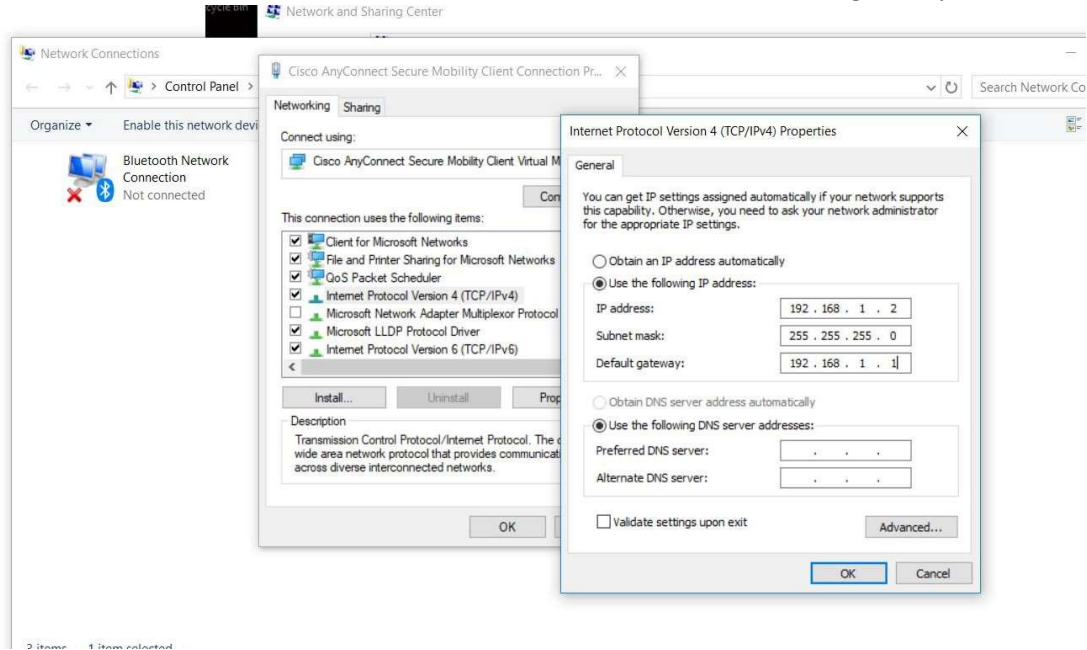 Network and Sharing Center
Network Connections
Control Panel >
Search Network Co
Organize
Enable this network devi
Bluetooth Network
Connection
Not connected
Cisco AnyConnect Secure Mobility Client Connection Pr...
Networking
Sharing
Connect using:
Cisco AnyConnect Secure Mobility Client Virtual M
Con
This connection uses the following items:
Client for Microsoft Networks
File and Printer Sharing for Microsoft Networks
QoS Packet Scheduler
Internet Protocol Version 4 (TCP/IPv4)
Microsoft Network Adapter Multiplexor Protocol
Microsoft LLDP Protocol Driver
Internet Protocol Version 6 (TCP/IPv6)
Install...
Uninstall
Prop
Description
Transmission Control Protocol/Internet Protocol. The d
wide area network protocol that provides communicati
across diverse interconnected networks.
OK
Internet Protocol Version 4 (TCP/IPv4) Properties
General
You can get IP settings assigned automatically if your network supports
this capability. Otherwise, you need to ask your network administrator
for the appropriate IP settings.
Obtain an IP address automatically
Use the following IP address:
IP address: 192 . 168 . 1 . 2
Subnet mask: 255 . 255 . 255 . 0
Default gateway: 192 . 168 . 1 . 1
Obtain DNS server address automatically
Use the following DNS server addresses:
Preferred DNS server: . . .
Alternate DNS server: . . .
Validate settings upon exit
Advanced...
OK
Cancel
1 item selected